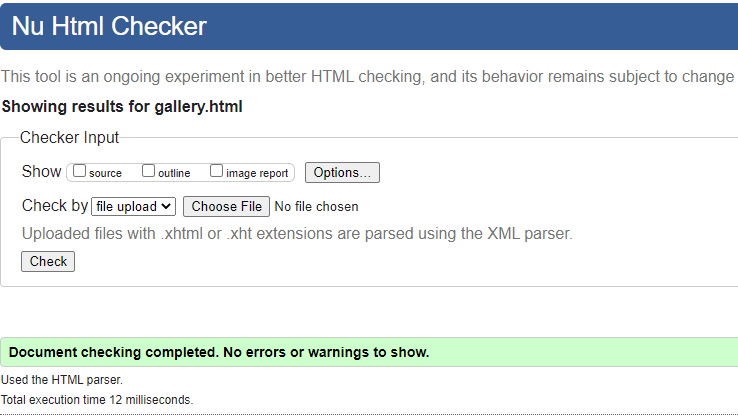 Nu Html Checker
This tool is an ongoing experiment in better HTML checking, and its behavior remains subject to change
Showing results for gallery.html
Checker Input
Show source outline image report Options...
Check by file upload Choose File No file chosen
Uploaded files with .xhtml or .xht extensions are parsed using the XML parser.
Check
Document checking completed. No errors or warnings to show.
Used the HTML parser.
Total execution time 12 milliseconds.